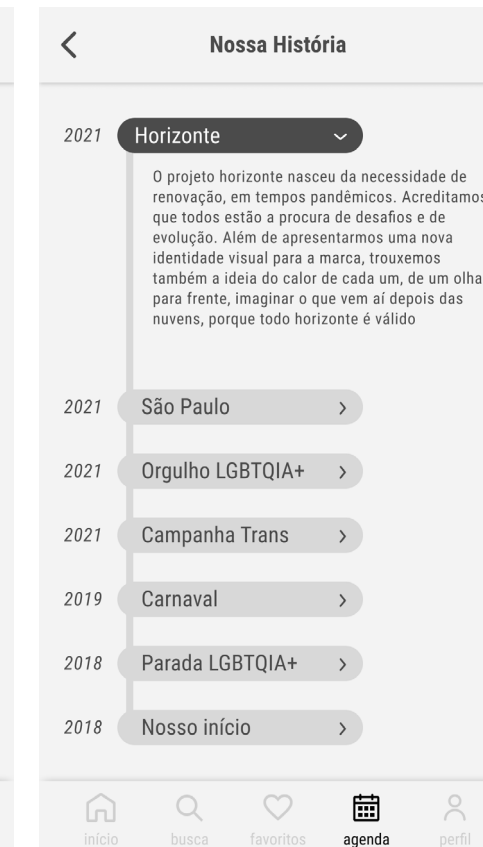 Nossa História
2021 Horizonte
O projeto horizonte nasceu da necessidade de
renovação, em tempos pandêmicos. Acreditamos
que todos estão a procura de desafios e de
evolução. Além de apresentarmos uma nova
identidade visual para a marca, trouxemos
também a ideia do calor de cada um, de um olha
para frente, imaginar o que vem aí depois das
nuvens, porque todo horizonte é válido
2021 São Paulo
2021 Orgulho LGBTQIA+
2021 Campanha Trans
2019 Carnaval
2018 Parada LGBTQIA+
2018 Nosso início
início busca favoritos agenda perfil